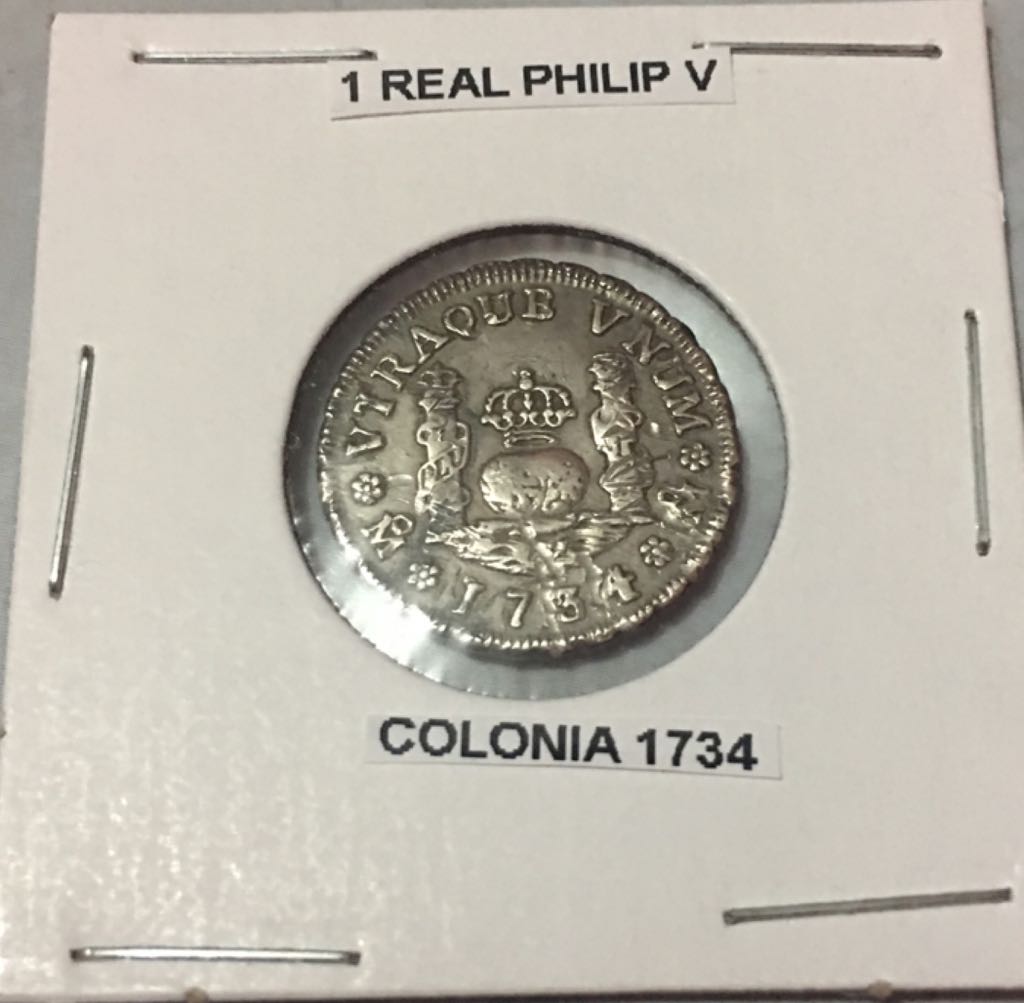 1 REAL PHILIP V
VTRAQUE VNUM
1734
COLONIA 1734